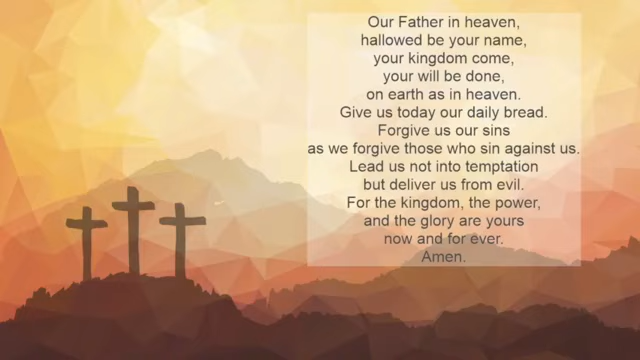 Our Father in heaven,
hallowed be your name,
your kingdom come,
your will be done,
on earth as in heaven.
Give us today our daily bread.
Forgive us our sins
as we forgive those who sin against us.
Lead us not into temptation
but deliver us from evil.
For the kingdom, the power,
and the glory are yours
now and for ever.
Amen.